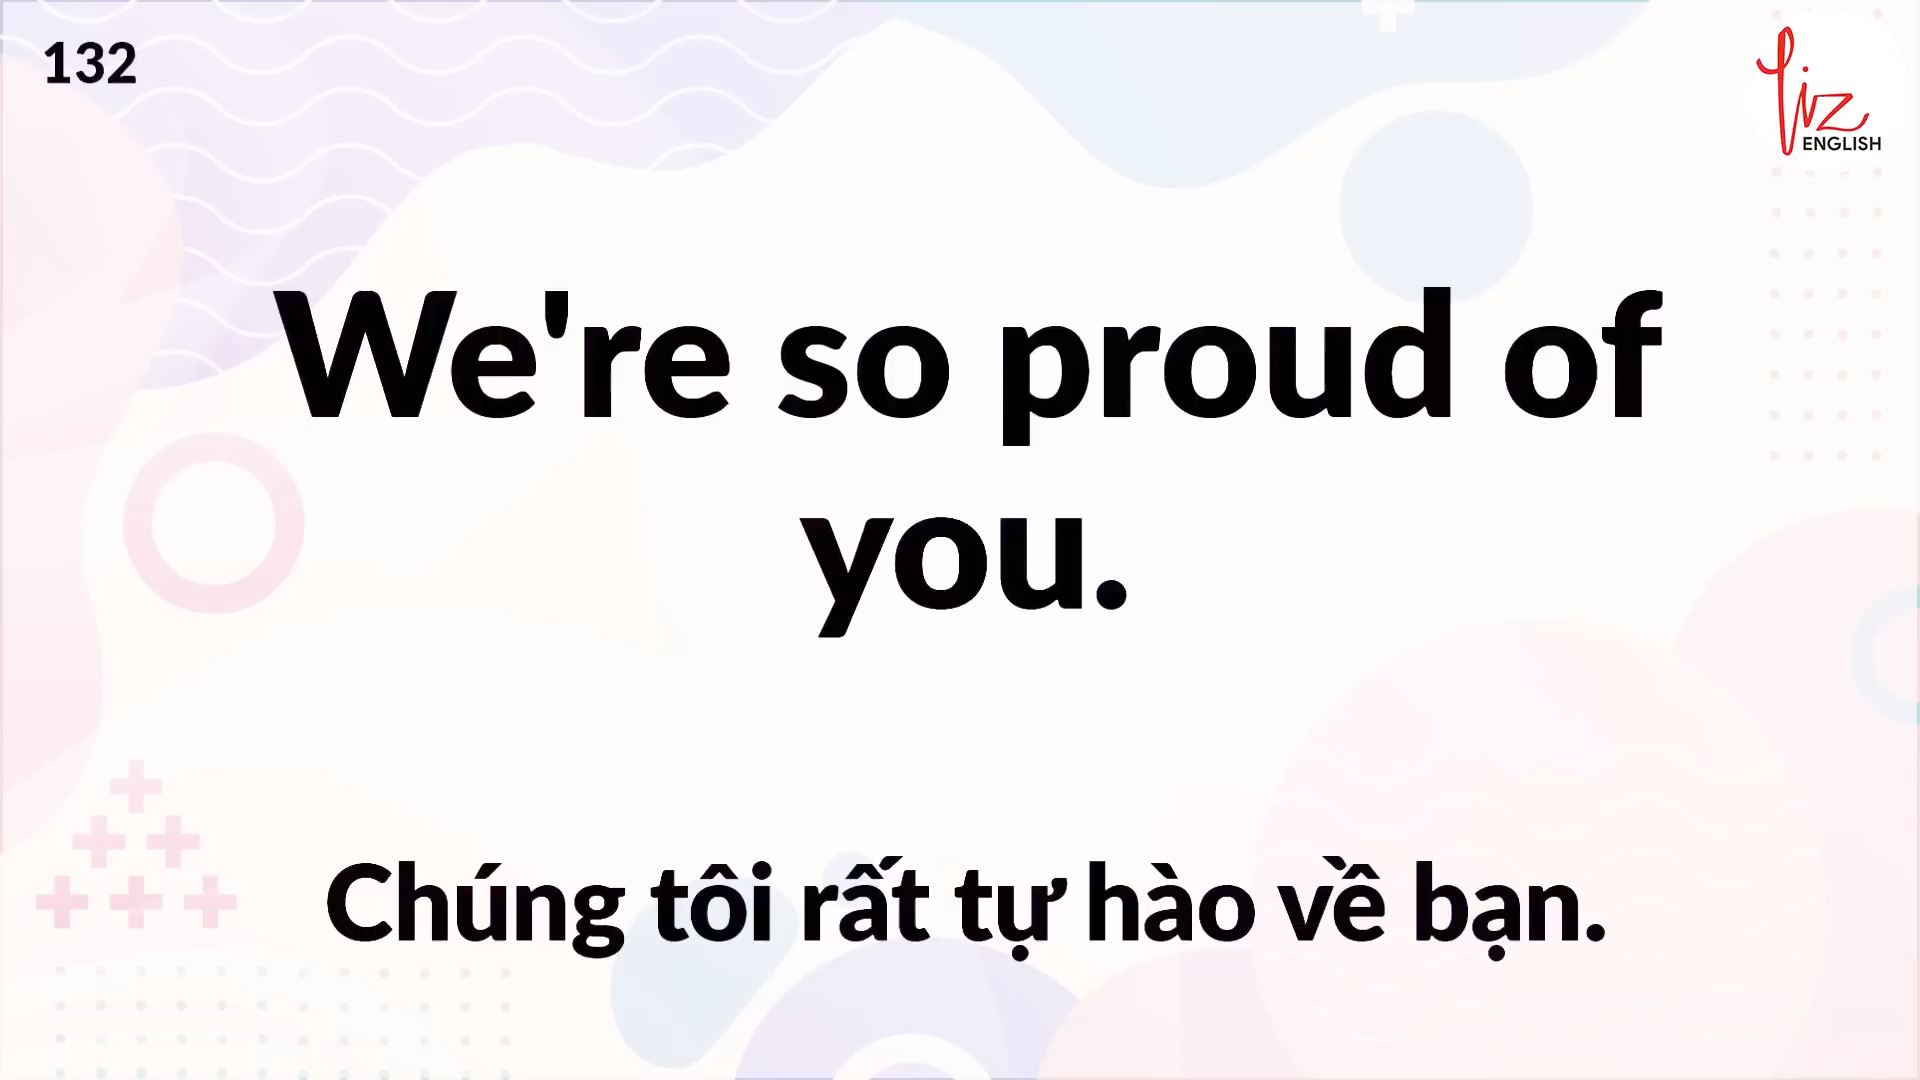 132
Liz
ENGLISH
We're so proud of
you.
Chúng tôi rất tự hào về bạn.